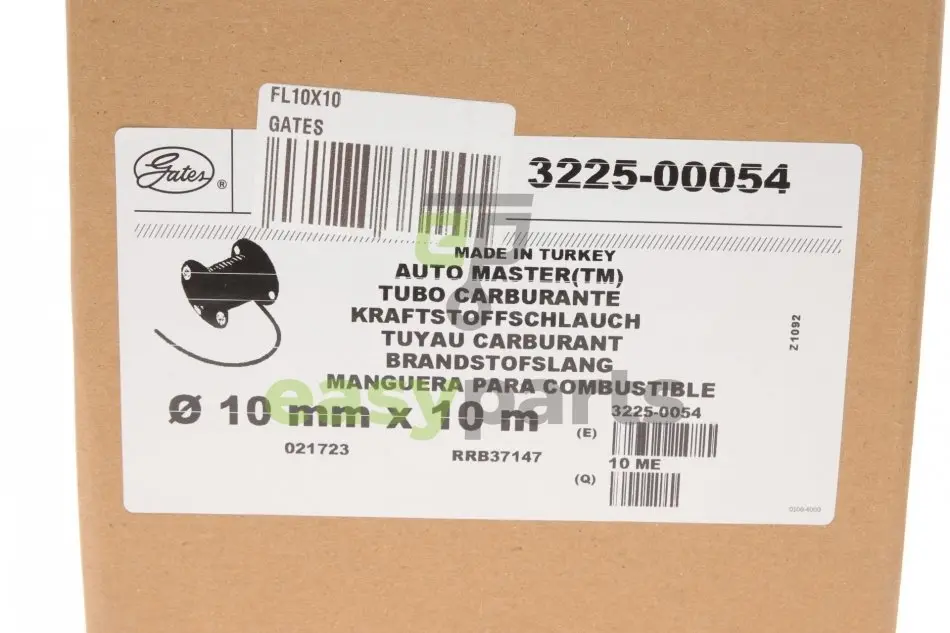 FL10X10
GATES
Gates ®
3225-00054
MADE IN TURKEY
AUTO MASTER(TM)
TUBO CARBURANTE
KRAFTSTOFFSCHLAUCH
TUYAU CARBURANT
BRANDSTOFSLANG
MANGUERA PARA COMBUSTIBLE
easyparts
Ø 10 mm x 10 m
3225-0054
(E)
021723
RRB37147
10 ME
(Q)
Z1092